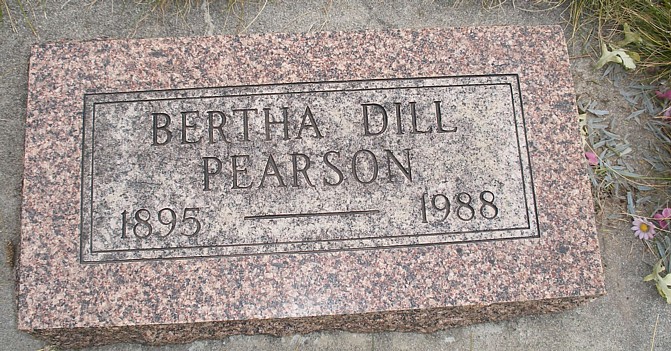 BERTHA DILL
PEARSON
1895 — 1988